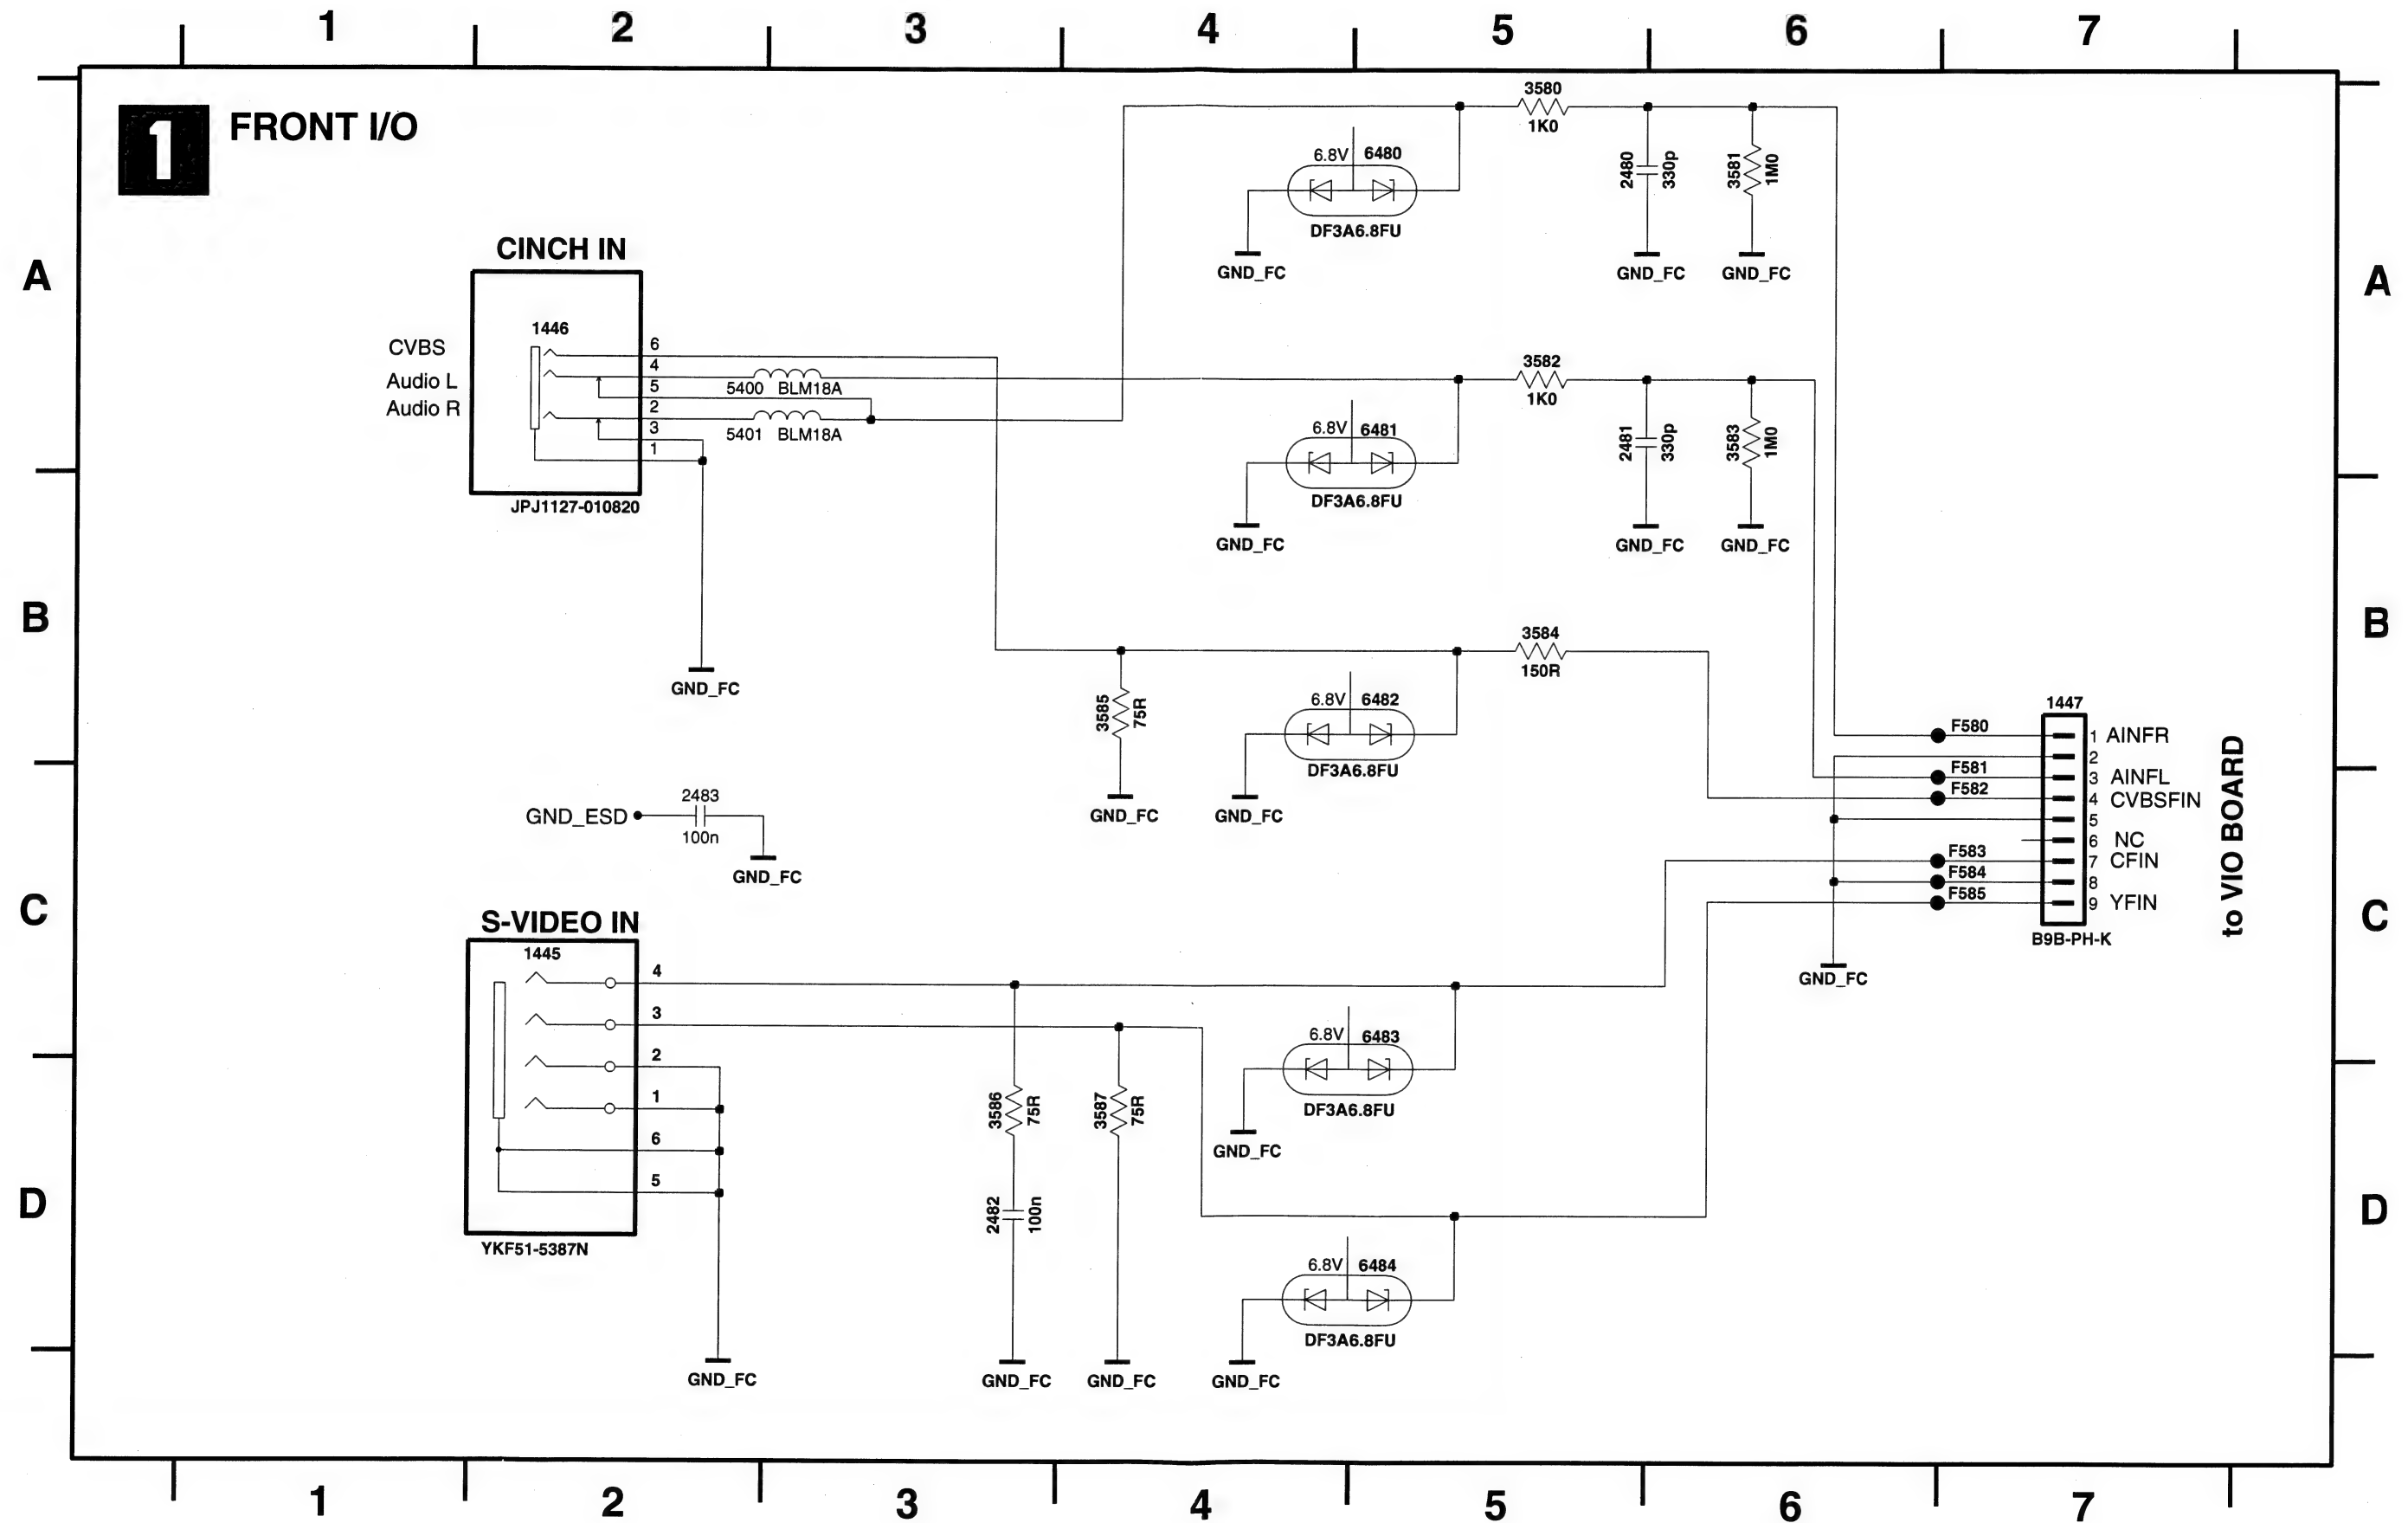 1 2 3 4 5 6 7
1 FRONT I/O
3580
1K0
6.8V 6480
DF3A6.8FU
GND_FC
2480 330p
GND_FC
3581 1M0
GND_FC
A A
CINCH IN
1446
CVBS
Audio L
Audio R
6
4
5
2
3
1
5400 BLM18A
5401 BLM18A
JPJ1127-010820
GND_FC
3582
1K0
6.8V 6481
DF3A6.8FU
GND_FC
2481 330p
GND_FC
3583 1M0
GND_FC
B B
3584
150R
3585 75R
GND_FC
6.8V 6482
DF3A6.8FU
GND_FC
1447
F580 1 AINFR
2
F581 3 AINFL
F582 4 CVBSFIN
5
6 NC
F583 7 CFIN
F584 8
F585 9 YFIN
B9B-PH-K
to VIO BOARD
GND_FC
GND_ESD
2483
100n
GND_FC
C C
S-VIDEO IN
1445
4
3
2
1
6
5
YKF51-5387N
GND_FC
3586 75R
2482 100n
GND_FC
3587 75R
GND_FC
6.8V 6483
DF3A6.8FU
GND_FC
D D
6.8V 6484
DF3A6.8FU
GND_FC
1 2 3 4 5 6 7